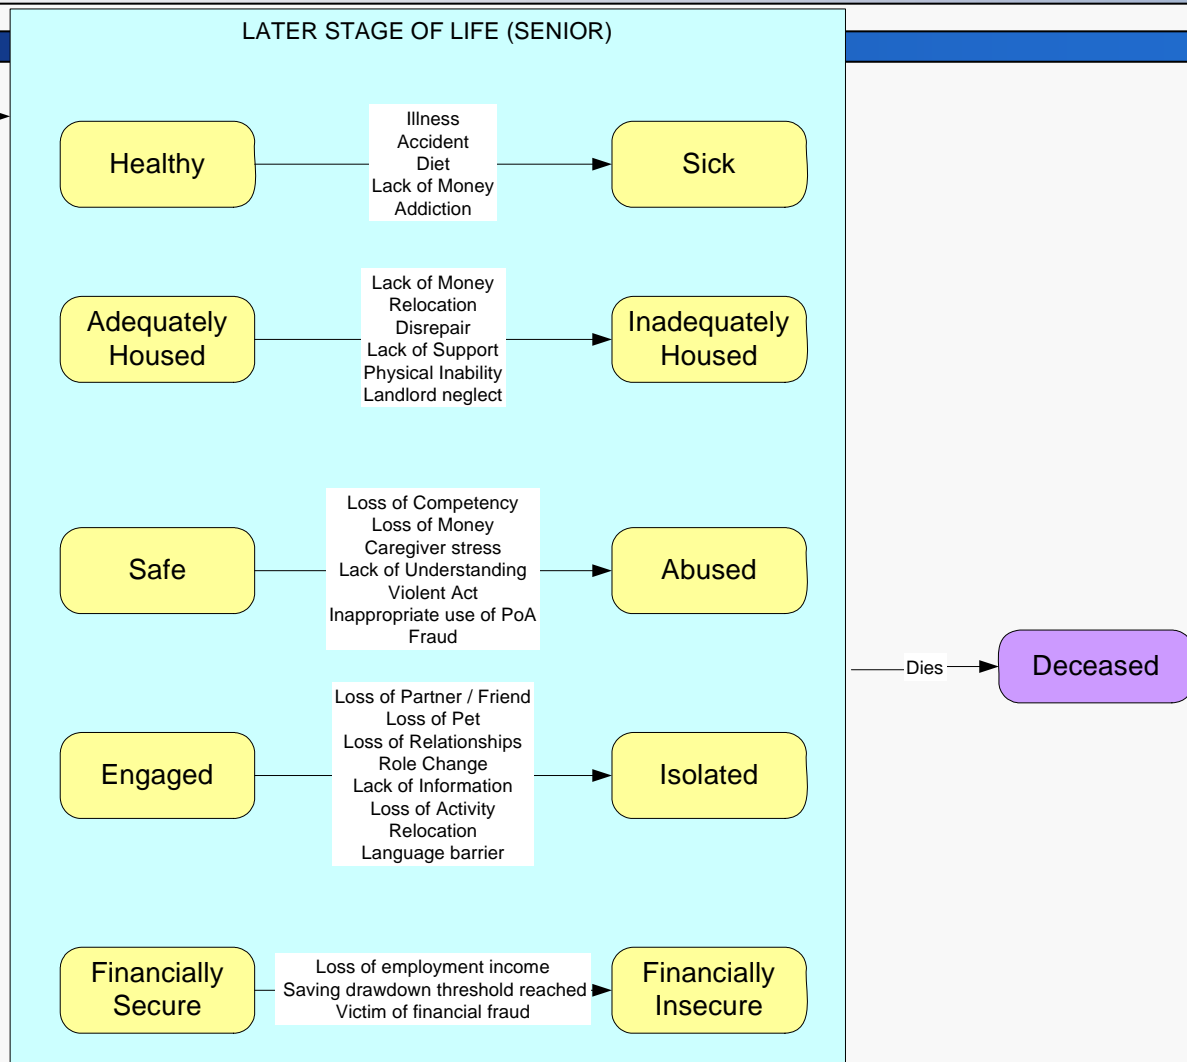 LATER STAGE OF LIFE (SENIOR)
Healthy
Illness
Accident
Diet
Lack of Money
Addiction
Sick
Adequately
Housed
Lack of Money
Relocation
Disrepair
Lack of Support
Physical Inability
Landlord neglect
Inadequately
Housed
Safe
Loss of Competency
Loss of Money
Caregiver stress
Lack of Understanding
Violent Act
Inappropriate use of PoA
Fraud
Abused
Engaged
Loss of Partner / Friend
Loss of Pet
Loss of Relationships
Role Change
Lack of Information
Loss of Activity
Relocation
Language barrier
Isolated
Financially
Secure
Loss of employment income
Saving drawdown threshold reached
Victim of financial fraud
Financially
Insecure
Dies
Deceased